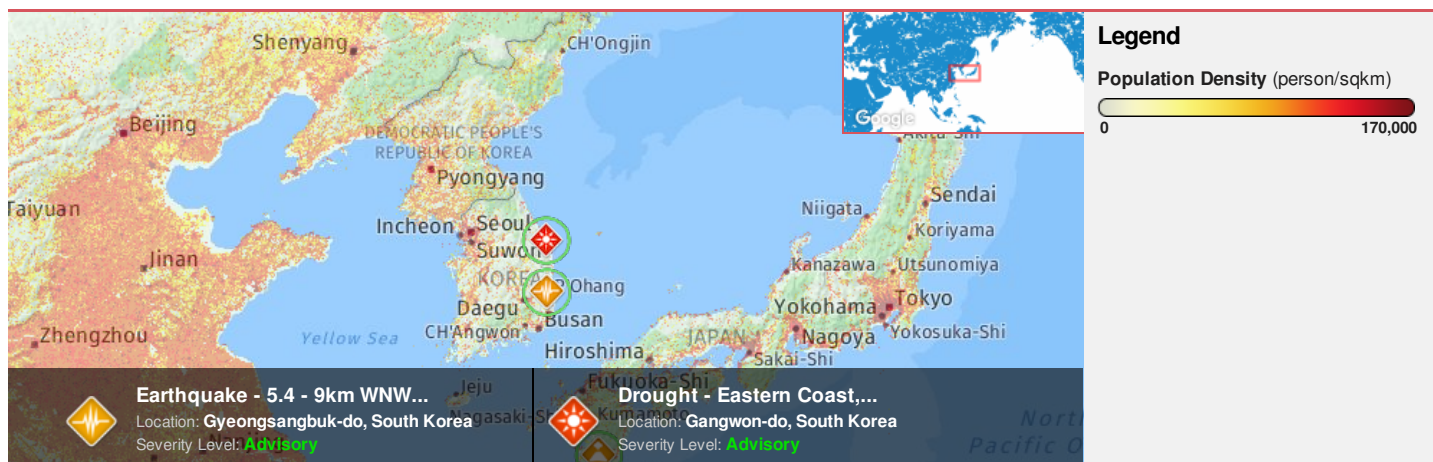 Shenyang
CH'Ongjin
Beijing
DEMOCRATIC PEOPLE'S
REPUBLIC OF KOREA
Pyongyang
Google
Akita-Shi
Taiyuan
Incheon
Seoul
Suwon
Niigata
Sendai
Koriyama
Jinan
KOREA
Ohang
Kanazawa
Utsunomiya
Daegu
Yokohama
Tokyo
CH'Angwon
Busan
Zhengzhou
Yellow Sea
JAPAN
Nagoya
Yokosuka-Shi
Hiroshima
Sakai-Shi
Jeju
Fukuoka-Shi
Nagasaki-Sh
Kumamoto
North
Pacific O
Earthquake - 5.4 - 9km WNW...
Location: Gyeongsangbuk-do, South Korea
Severity Level: Advisory
Drought - Eastern Coast,...
Location: Gangwon-do, South Korea
Severity Level: Advisory
Legend
Population Density (person/sqkm)
0 170,000